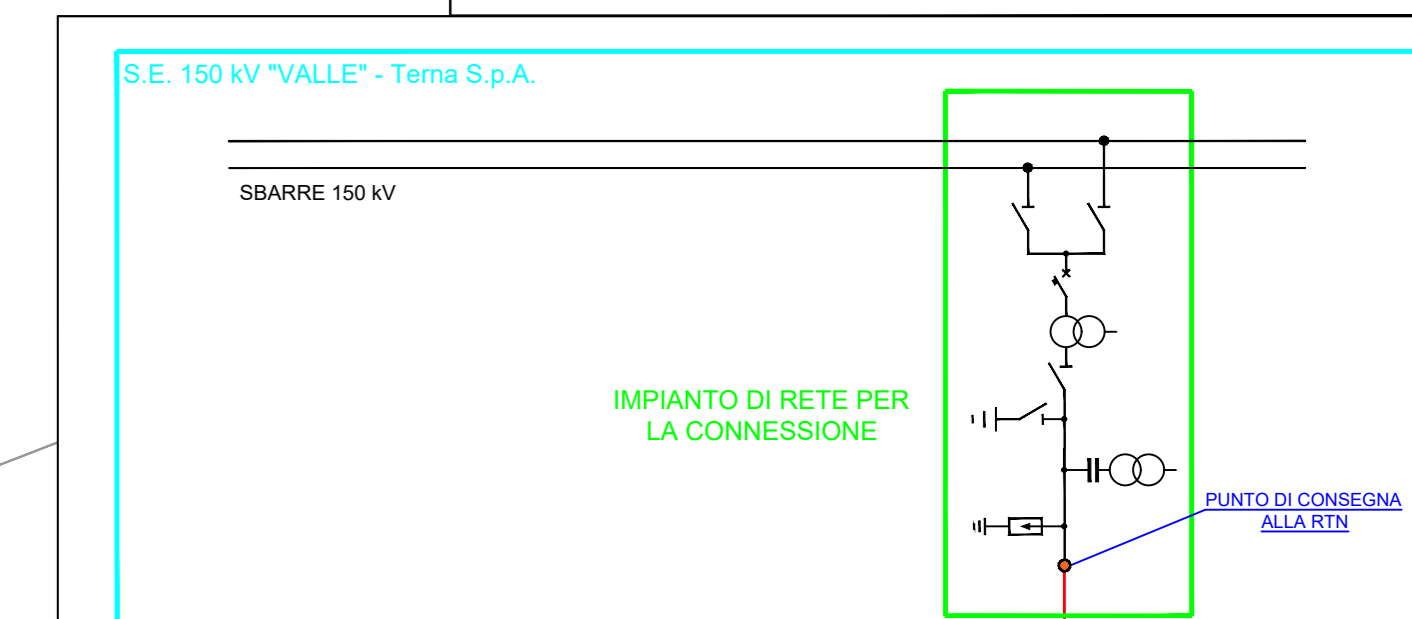 S.E. 150 kV "VALLE" - Terna S.p.A.
SBARRE 150 kV
IMPIANTO DI RETE PER
LA CONNESSIONE
PUNTO DI CONSEGNA
ALLA RTN